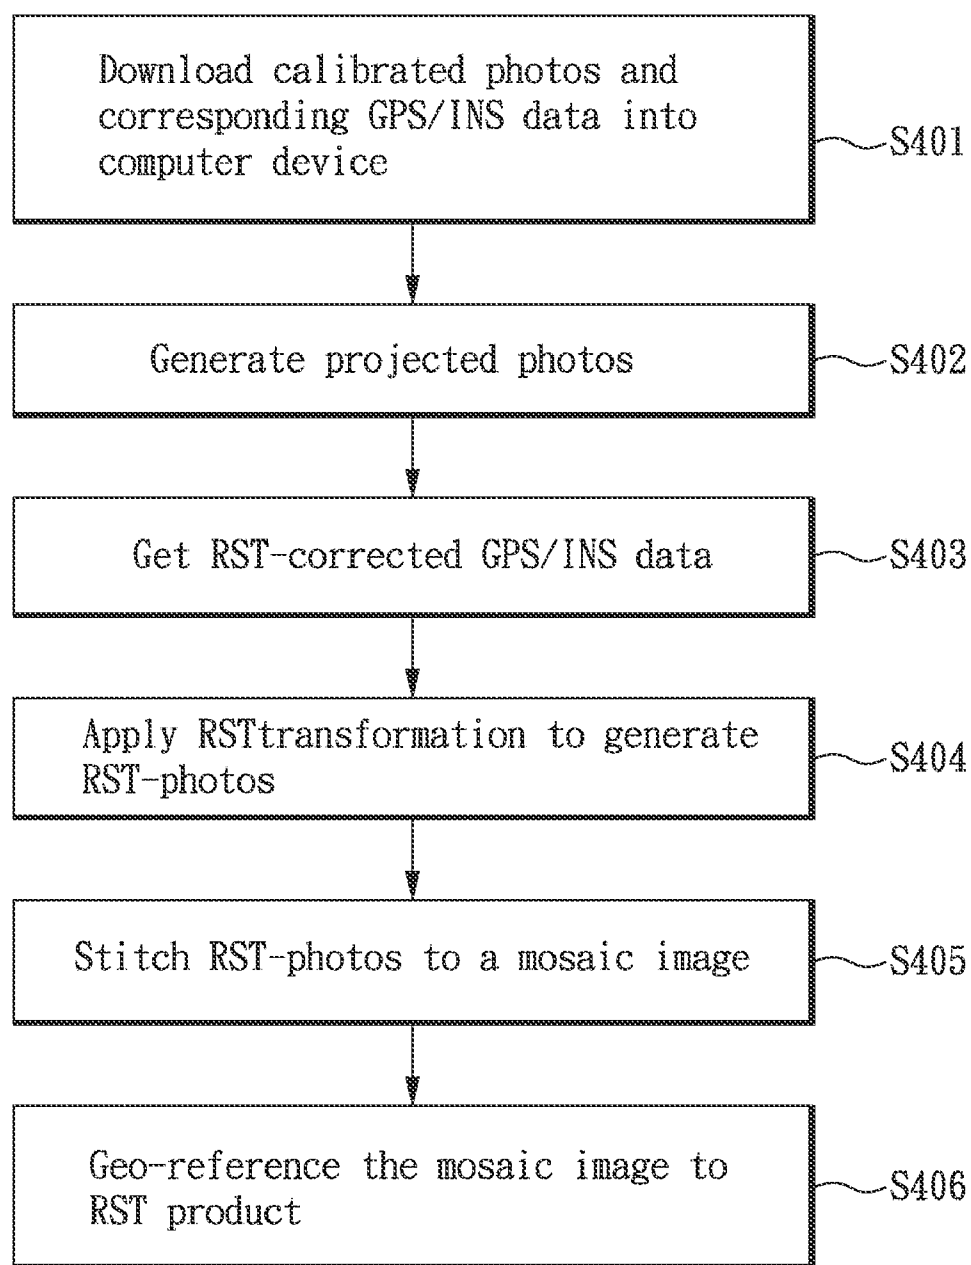 Download calibrated photos and
corresponding GPS/INS data into
computer device
S401
Generate projected photos
S402
Get RST-corrected GPS/INS data
S403
Apply RSTtransformation to generate
RST-photos
S404
Stitch RST-photos to a mosaic image
S405
Geo-reference the mosaic image to
RST product
S406